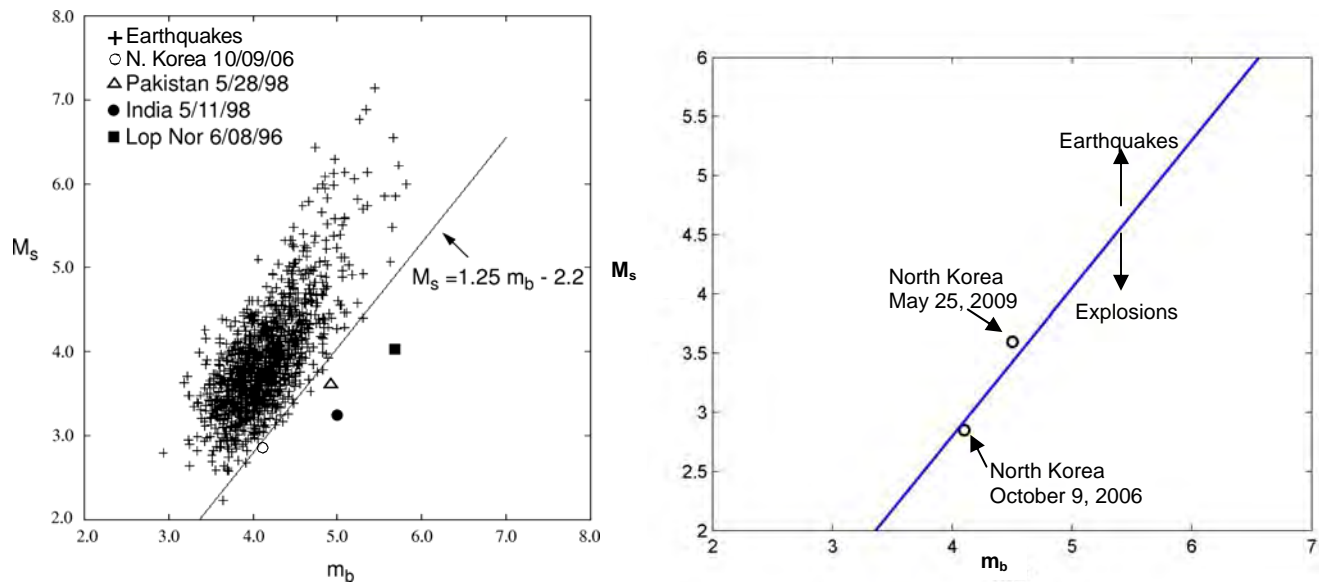 8.0
7.0
6.0
5.0
4.0
3.0
2.0
M_s
+ Earthquakes
○ N. Korea 10/09/06
△ Pakistan 5/28/98
● India 5/11/98
■ Lop Nor 6/08/96
M_s =1.25 m_b - 2.2
2.0 3.0 4.0 5.0 6.0 7.0 8.0
m_b
6
5.5
5
4.5
4
3.5
3
2.5
2
M_s
Earthquakes
Explosions
North Korea
May 25, 2009
North Korea
October 9, 2006
2 3 4 5 6 7
m_b